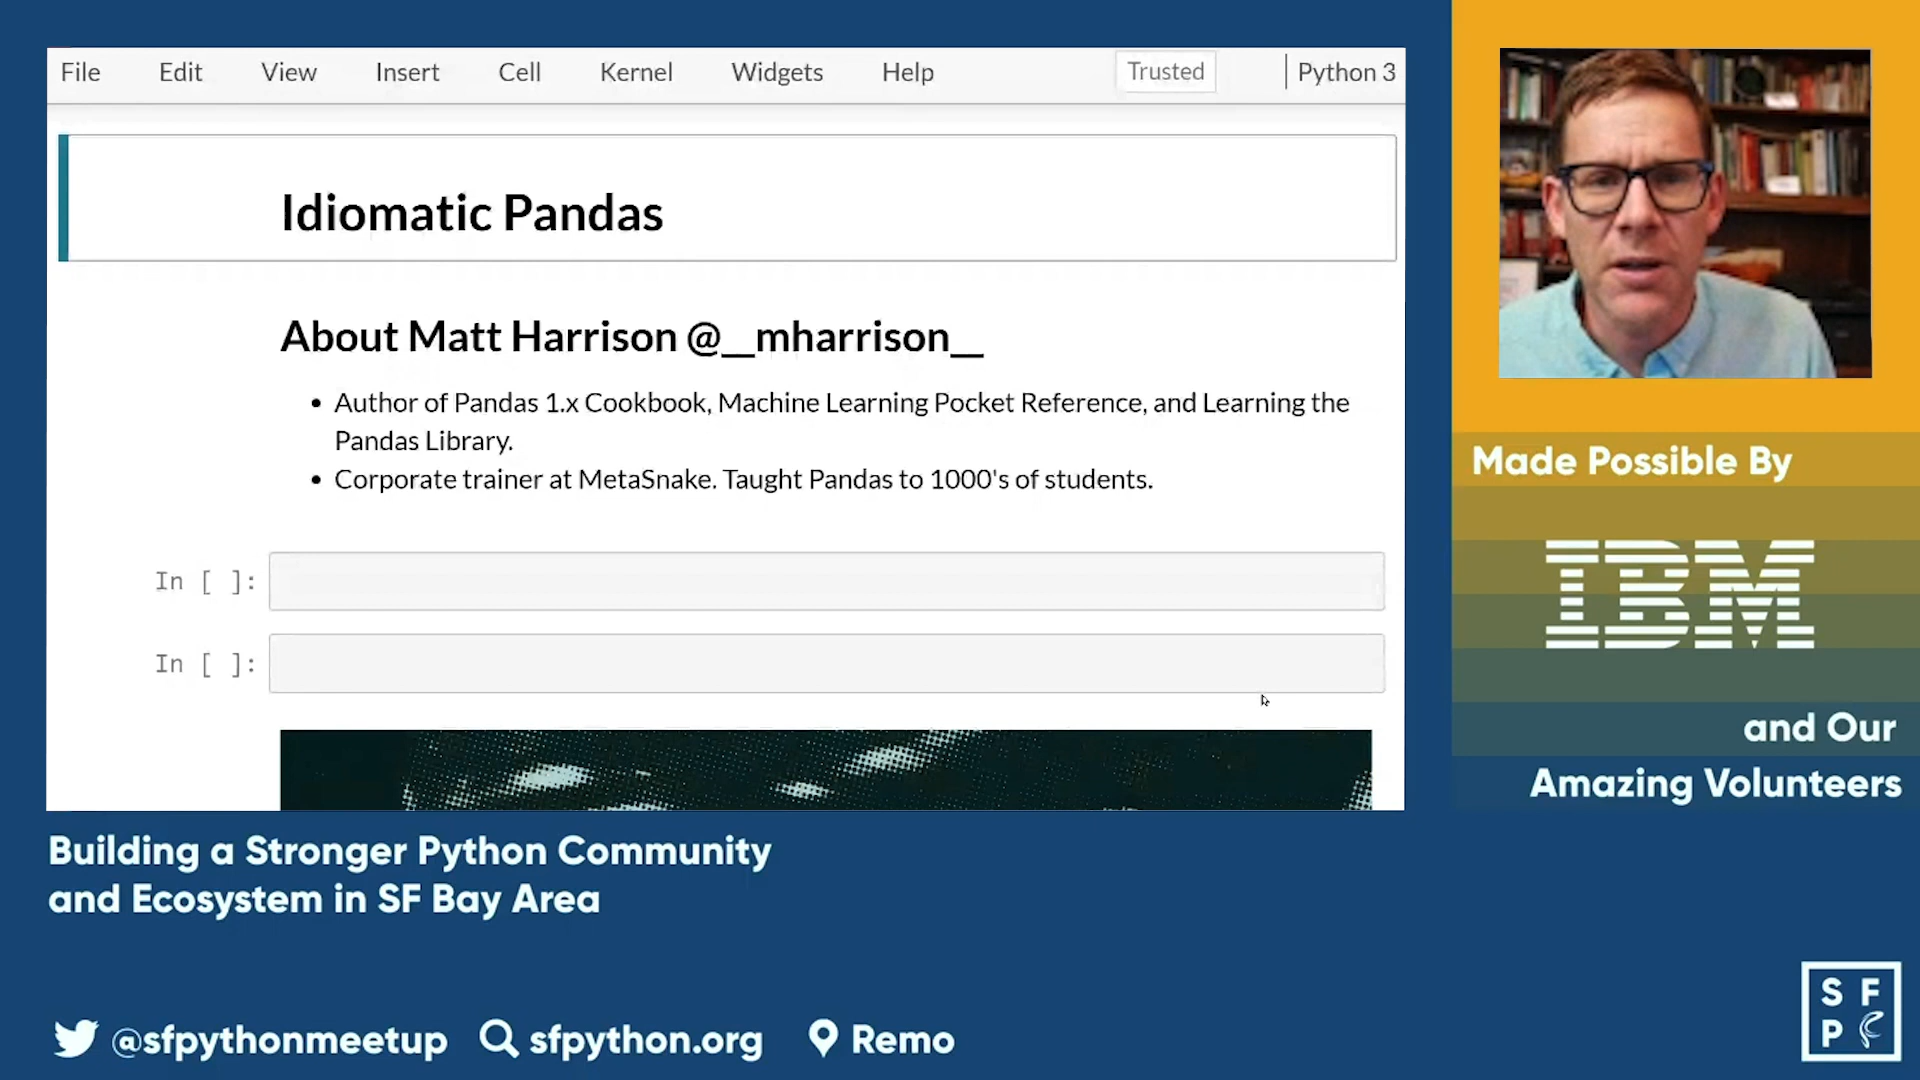 File Edit View Insert Cell Kernel Widgets Help Trusted Python 3
Idiomatic Pandas
About Matt Harrison @__mharrison__
• Author of Pandas 1.x Cookbook, Machine Learning Pocket Reference, and Learning the
Pandas Library.
• Corporate trainer at MetaSnake. Taught Pandas to 1000's of students.
In [ ]:
In [ ]:
Made Possible By
IBM
and Our
Amazing Volunteers
Building a Stronger Python Community
and Ecosystem in SF Bay Area
@sfpythonmeetup sfpython.org Remo
S F
P